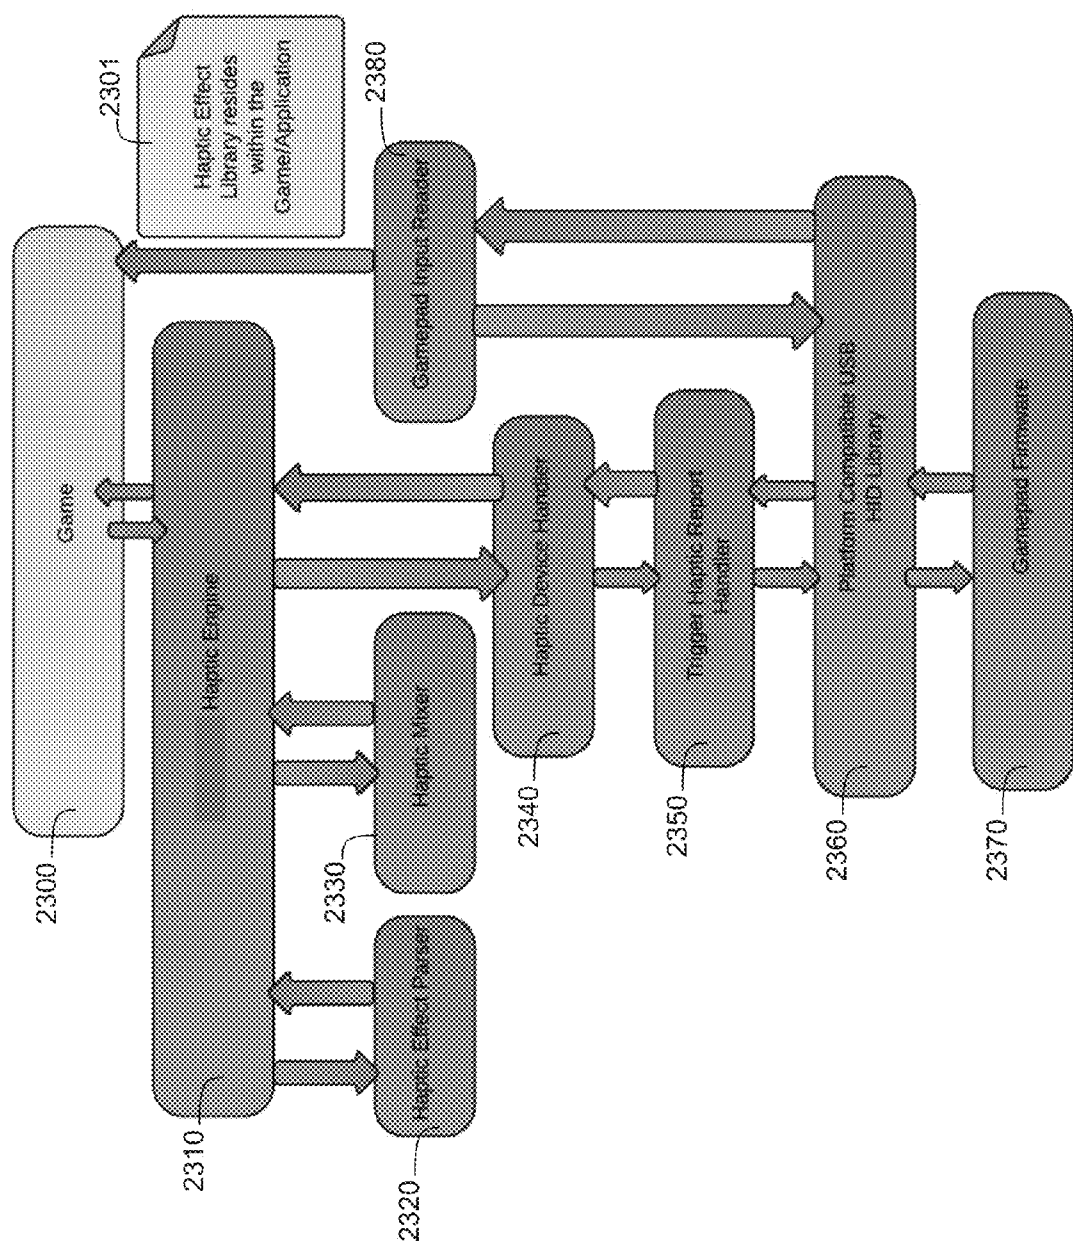 2300
Game
2301
Haptic Effect
Library resides
within the
Game/Application
2310
Haptic Engine
2320
Haptic Effect Parser
2330
Haptic Mixer
2380
Gamepad Input Reader
2340
Haptic Device Handler
2350
Trigger Haptic Report
Handler
2360
Platform Compatible USB
HID Library
2370
Gamepad Firmware